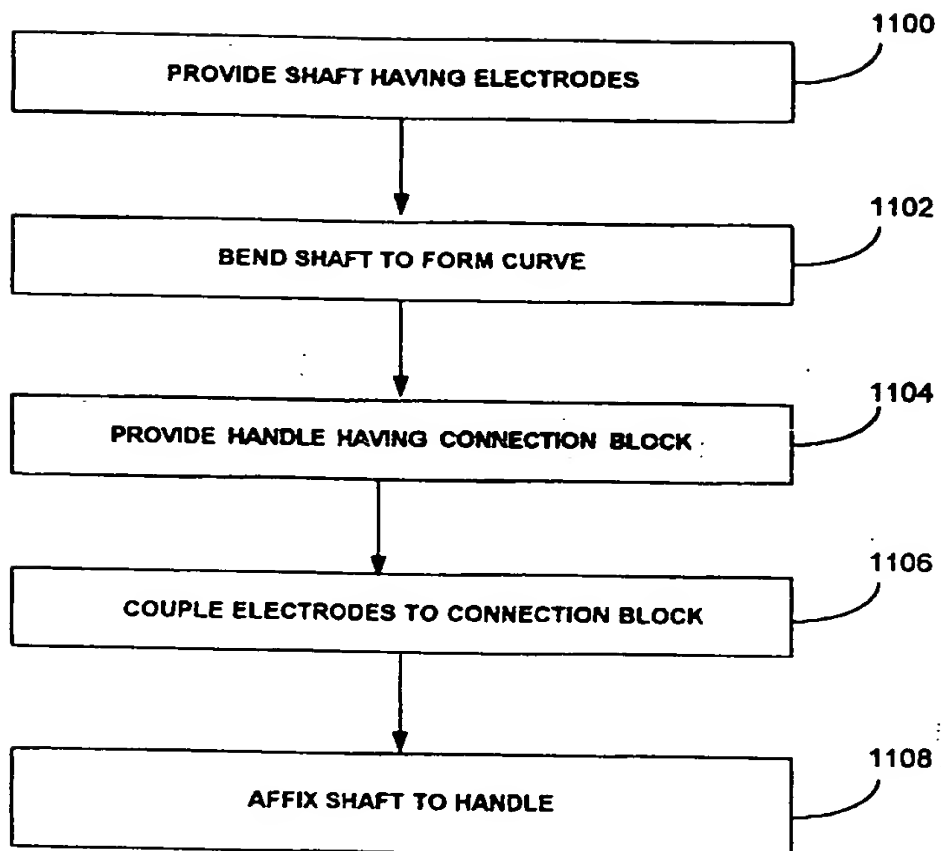 1100
PROVIDE SHAFT HAVING ELECTRODES
1102
BEND SHAFT TO FORM CURVE
1104
PROVIDE HANDLE HAVING CONNECTION BLOCK
1106
COUPLE ELECTRODES TO CONNECTION BLOCK
1108
AFFIX SHAFT TO HANDLE